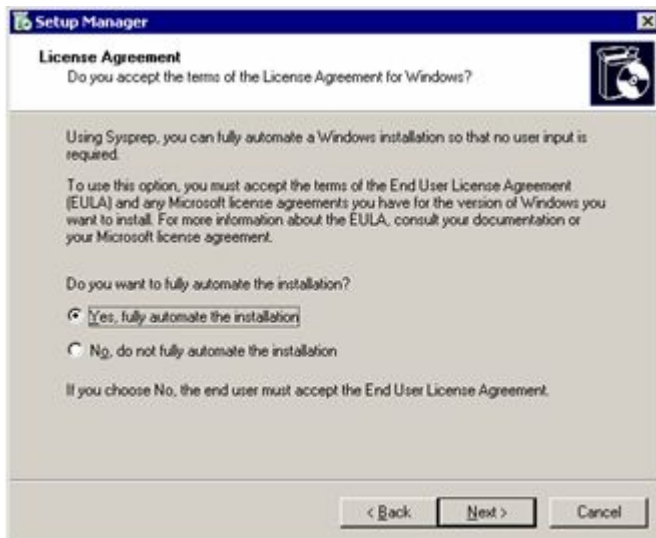 Setup Manager
License Agreement
Do you accept the terms of the License Agreement for Windows?
Using Sysprep, you can fully automate a Windows installation so that no user input is
required.
To use this option, you must accept the terms of the End User License Agreement
(EULA) and any Microsoft license agreements you have for the version of Windows you
want to install. For more information about the EULA, consult your documentation or
your Microsoft license agreement.
Do you want to fully automate the installation?
Yes, fully automate the installation
No, do not fully automate the installation
If you choose No, the end user must accept the End User License Agreement.
< Back Next > Cancel